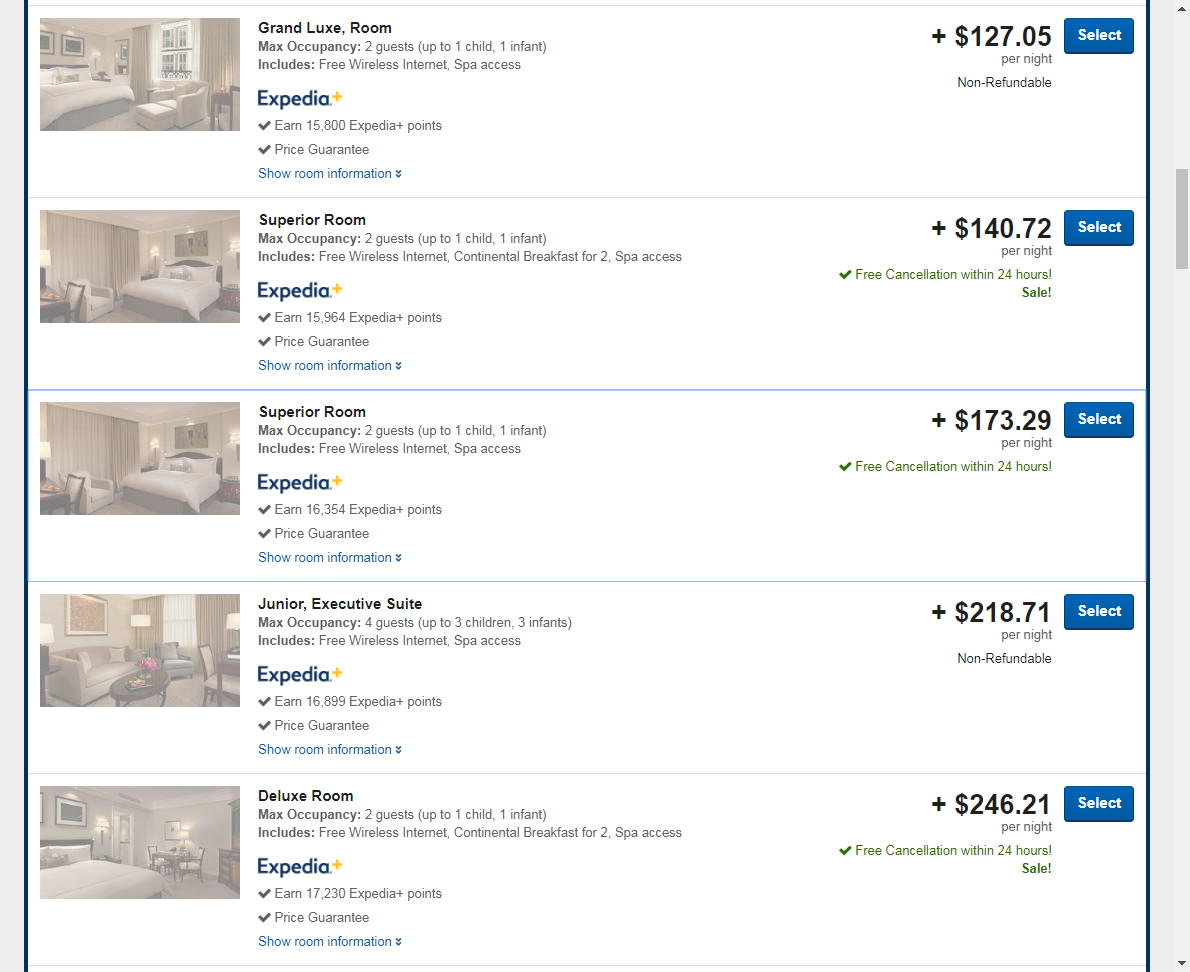 Grand Luxe, Room
Max Occupancy: 2 guests (up to 1 child, 1 infant)
Includes: Free Wireless Internet, Spa access
Expedia+
Earn 15,800 Expedia+ points
Price Guarantee
Show room information
+ $127.05
per night
Non-Refundable
Select
Superior Room
Max Occupancy: 2 guests (up to 1 child, 1 infant)
Includes: Free Wireless Internet, Continental Breakfast for 2, Spa access
Expedia+
Earn 15,964 Expedia+ points
Price Guarantee
Show room information
+ $140.72
per night
Free Cancellation within 24 hours!
Sale!
Select
Superior Room
Max Occupancy: 2 guests (up to 1 child, 1 infant)
Includes: Free Wireless Internet, Spa access
Expedia+
Earn 16,354 Expedia+ points
Price Guarantee
Show room information
+ $173.29
per night
Free Cancellation within 24 hours!
Select
Junior, Executive Suite
Max Occupancy: 4 guests (up to 3 children, 3 infants)
Includes: Free Wireless Internet, Spa access
Expedia+
Earn 16,899 Expedia+ points
Price Guarantee
Show room information
+ $218.71
per night
Non-Refundable
Select
Deluxe Room
Max Occupancy: 2 guests (up to 1 child, 1 infant)
Includes: Free Wireless Internet, Continental Breakfast for 2, Spa access
Expedia+
Earn 17,230 Expedia+ points
Price Guarantee
Show room information
+ $246.21
per night
Free Cancellation within 24 hours!
Sale!
Select